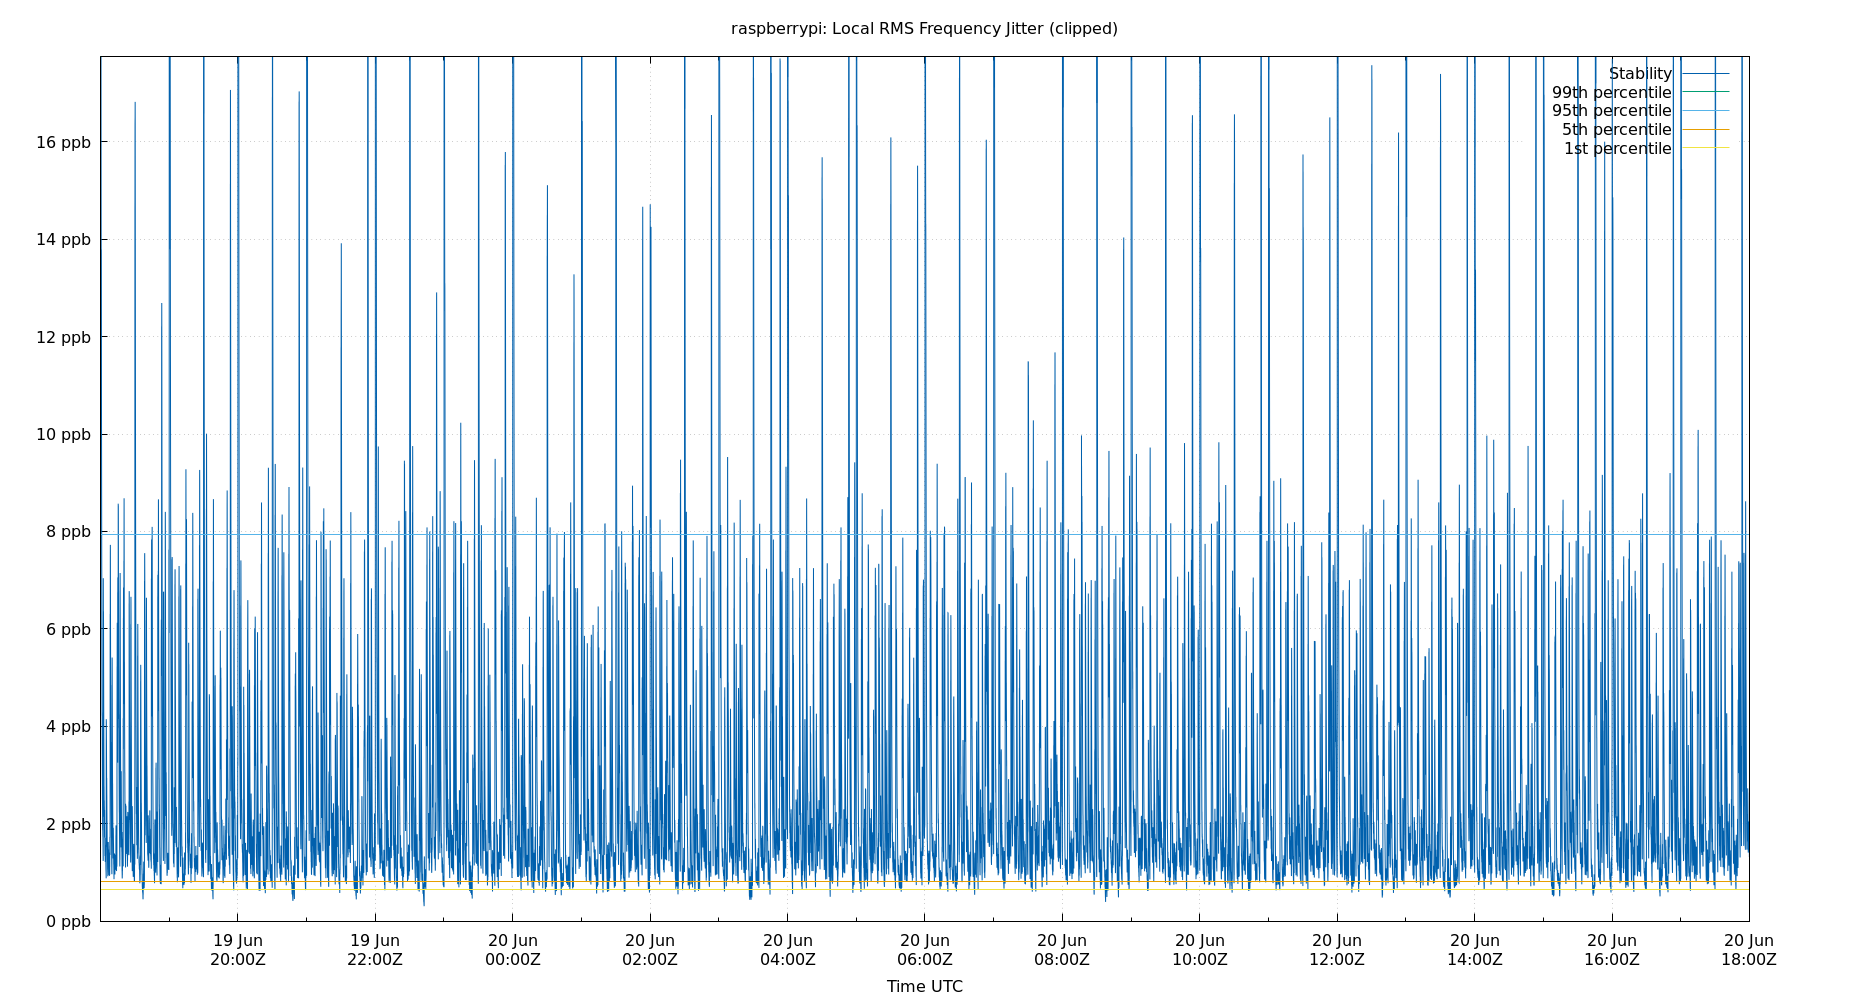 raspberrypi: Local RMS Frequency Jitter (clipped)
Stability
99th percentile
95th percentile
5th percentile
1st percentile
16 ppb
14 ppb
12 ppb
10 ppb
8 ppb
6 ppb
4 ppb
2 ppb
0 ppb
19 Jun 19 Jun 20 Jun 20 Jun 20 Jun 20 Jun 20 Jun 20 Jun 20 Jun 20 Jun 20 Jun 20 Jun
20:00Z 22:00Z 00:00Z 02:00Z 04:00Z 06:00Z 08:00Z 10:00Z 12:00Z 14:00Z 16:00Z 18:00Z
Time UTC